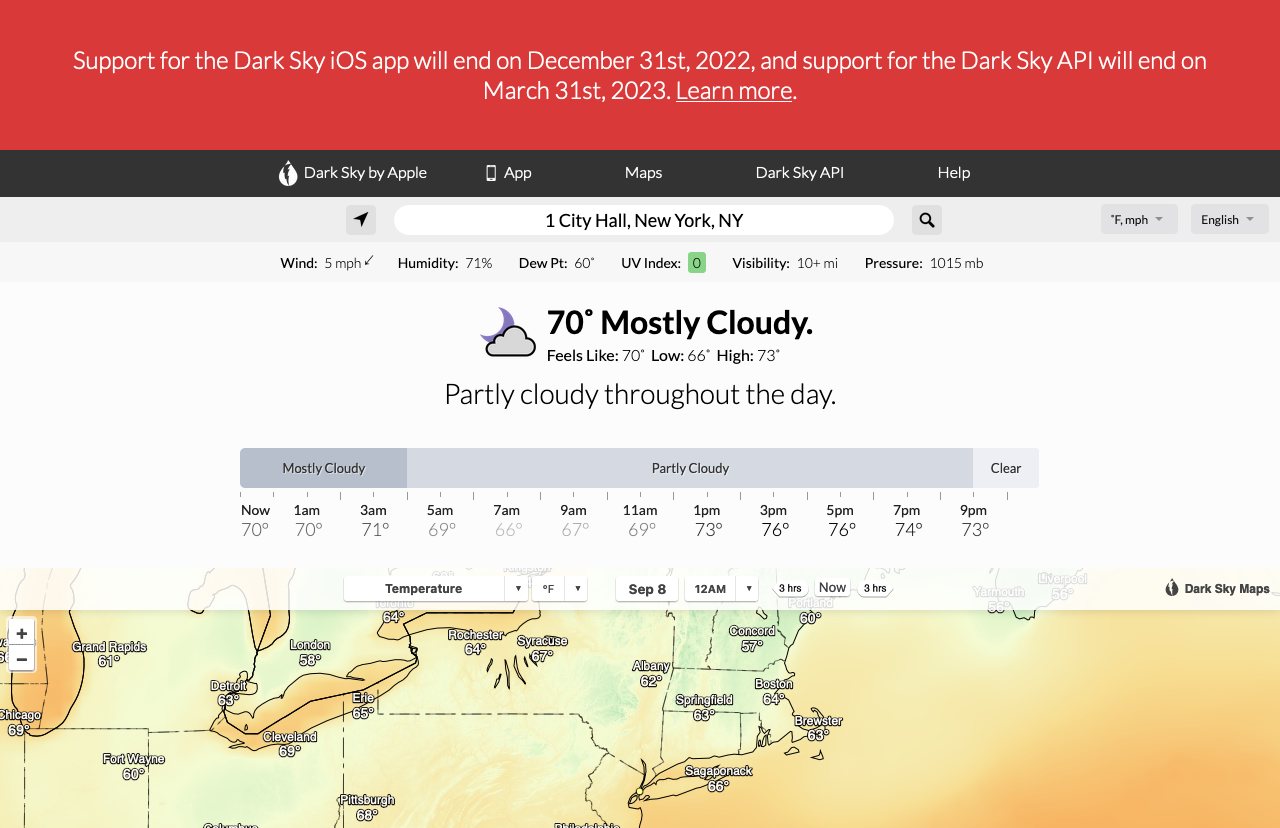 Support for the Dark Sky iOS app will end on December 31st, 2022, and support for the Dark Sky API will end on
March 31st, 2023. Learn more.
Dark Sky by Apple App Maps Dark Sky API Help
1 City Hall, New York, NY
˚F, mph English
Wind: 5 mph Humidity: 71% Dew Pt: 60˚ UV Index: 0 Visibility: 10+ mi Pressure: 1015 mb
70˚ Mostly Cloudy.
Feels Like: 70˚ Low: 66˚ High: 73˚
Partly cloudy throughout the day.
Mostly Cloudy Partly Cloudy Clear
Now 1am 3am 5am 7am 9am 11am 1pm 3pm 5pm 7pm 9pm
70° 70° 71° 69° 66° 67° 69° 73° 76° 76° 74° 73°
Kingston
Temperature °F Sep 8 12AM 3 hrs Now 3 hrs Dark Sky Maps
Liverpool
56°
Yarmouth
58°
Toronto
64°
Portland
60°
+
−
Grand Rapids
61°
London
58°
Rochester
64°
Syracuse
67°
Concord
57°
Albany
62°
Detroit
63°
Erie
65°
Springfield
63°
Boston
64°
Chicago
69°
Brewster
63°
Cleveland
69°
Fort Wayne
60°
Sagaponack
66°
Pittsburgh
68°
Columbus
Philadelphia